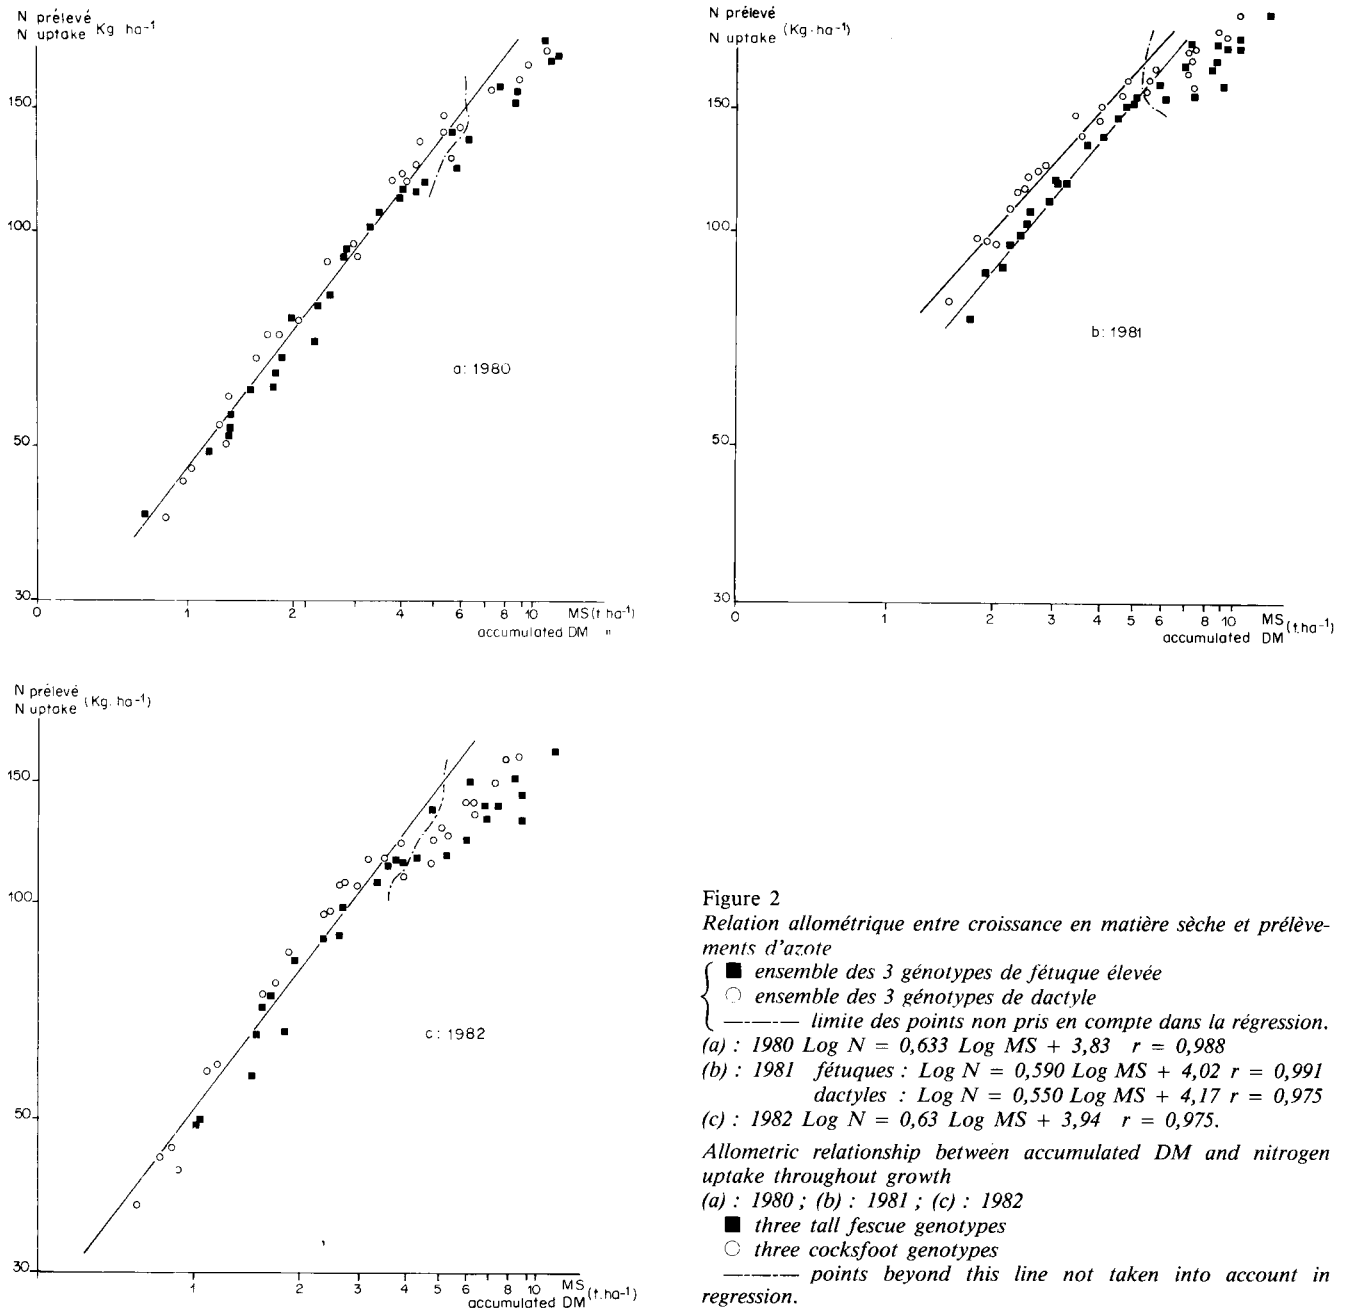 N prélevé
N uptake Kg ha-1
150
100
50
30
0
1
2
4
6
8
10
MS (t ha-1)
accumulated DM "
a: 1980
N prélevé
N uptake (Kg.ha-1)
150
100
50
30
0
1
2
3
4
5
6
8
10
MS (t.ha-1)
accumulated DM
b: 1981
N prélevé
N uptake (Kg. ha-1)
150
100
50
30
1
2
3
4
5
6
8
10
MS (t.ha-1)
accumulated DM
c: 1982
Figure 2
Relation allométrique entre croissance en matière sèche et prélève-
ments d'azote
■ ensemble des 3 génotypes de fétuque élevée
○ ensemble des 3 génotypes de dactyle
—·—·— limite des points non pris en compte dans la régression.
(a) : 1980 Log N = 0,633 Log MS + 3,83 r = 0,988
(b) : 1981 fétuques : Log N = 0,590 Log MS + 4,02 r = 0,991
dactyles : Log N = 0,550 Log MS + 4,17 r = 0,975
(c) : 1982 Log N = 0,63 Log MS + 3,94 r = 0,975.
Allometric relationship between accumulated DM and nitrogen
uptake throughout growth
(a) : 1980 ; (b) : 1981 ; (c) : 1982
■ three tall fescue genotypes
○ three cocksfoot genotypes
—·—·— points beyond this line not taken into account in
regression.